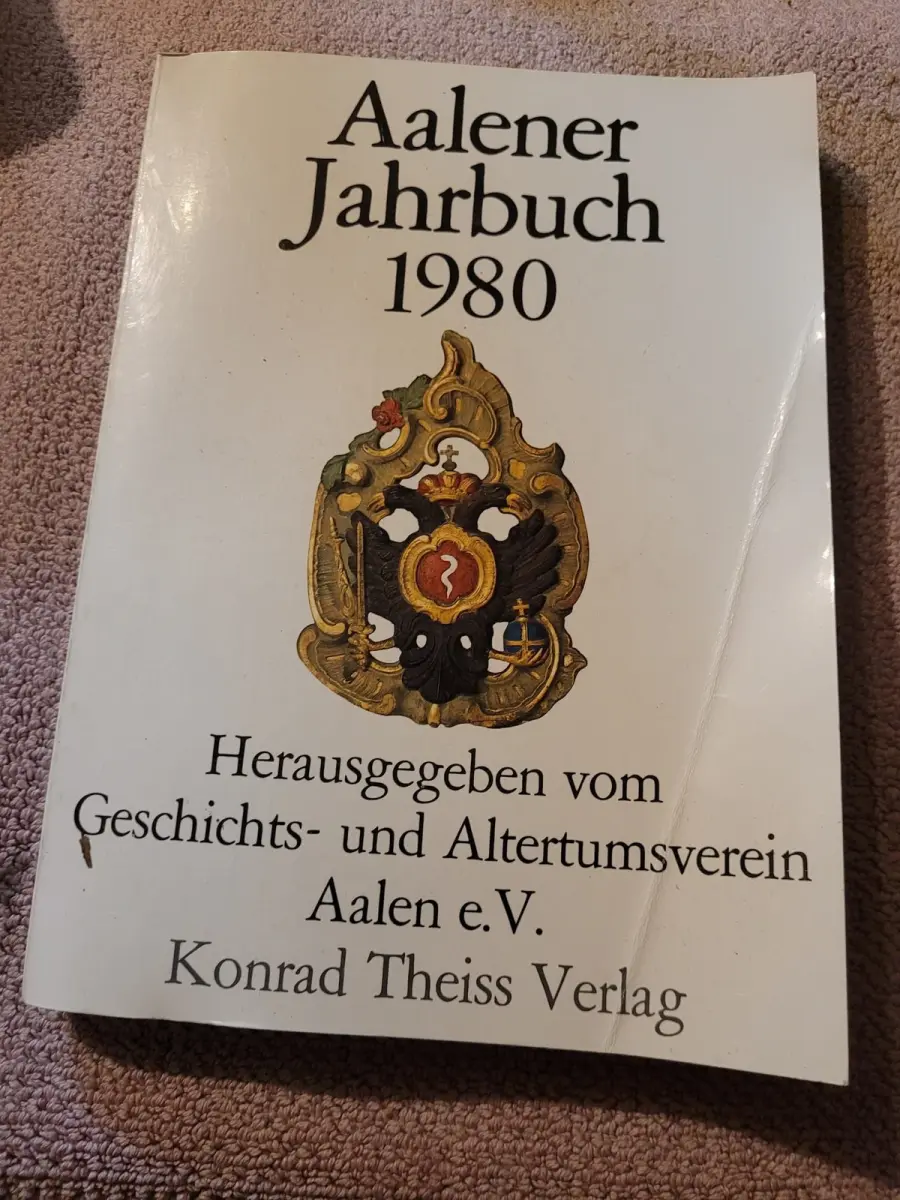 Aalener
Jahrbuch
1980
Herausgegeben vom
Geschichts- und Altertumsverein
Aalen e.V.
Konrad Theiss Verlag